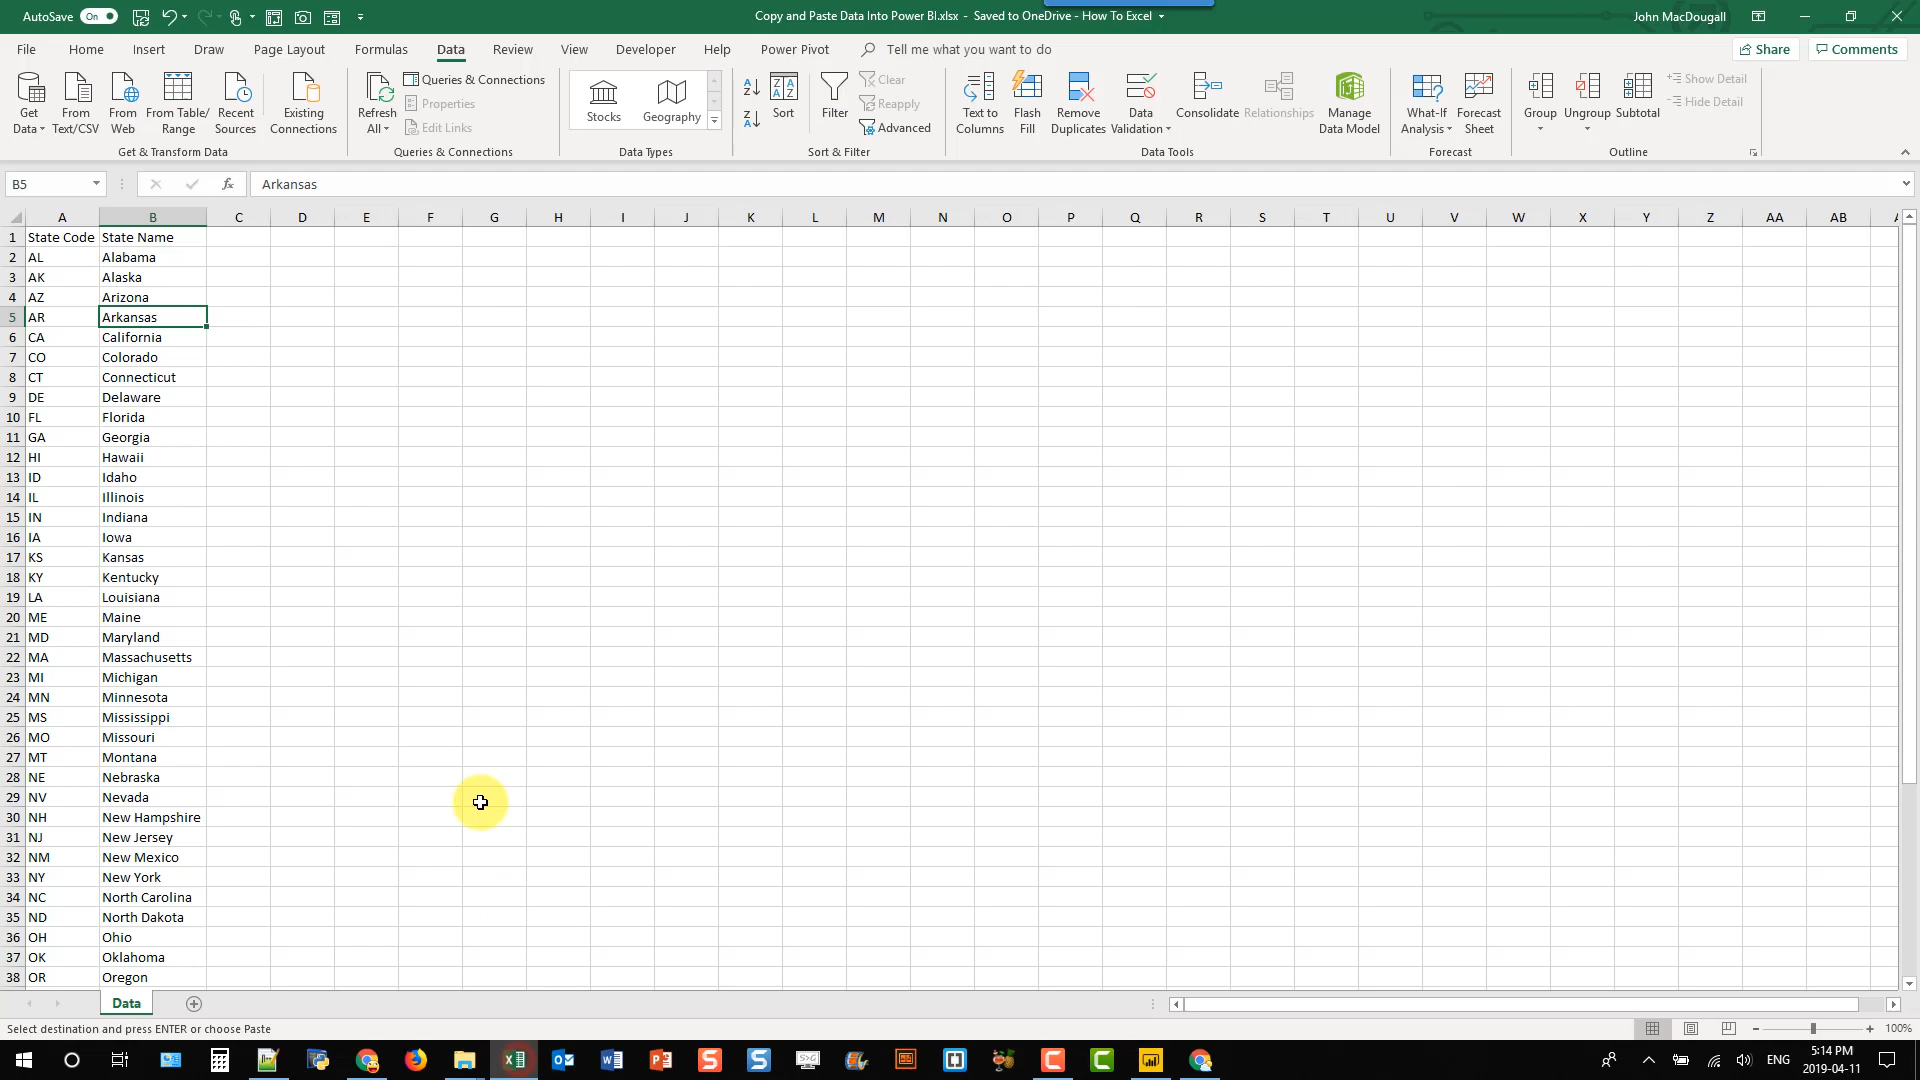 AutoSave On Copy and Paste Data Into Power BI.xlsx - Saved to OneDrive - How To Excel John MacDougall
File Home Insert Draw Page Layout Formulas Data Review View Developer Help Power Pivot Tell me what you want to do Share Comments
Get Data From Text/CSV From Web From Table/ Range Recent Sources Existing Connections
Get & Transform Data
Refresh All Queries & Connections
Properties
Edit Links
Queries & Connections
Stocks Geography
Data Types
Sort Filter Clear
Reapply
Advanced
Sort & Filter
Text to Columns Flash Fill Remove Duplicates Data Validation Consolidate Relationships Manage Data Model
Data Tools
What-If Analysis Forecast Sheet
Forecast
Group Ungroup Subtotal Show Detail
Hide Detail
Outline
B5 fx Arkansas
A B C D E F G H I J K L M N O P Q R S T U V W X Y Z AA AB
1 State Code State Name
2 AL Alabama
3 AK Alaska
4 AZ Arizona
5 AR Arkansas
6 CA California
7 CO Colorado
8 CT Connecticut
9 DE Delaware
10 FL Florida
11 GA Georgia
12 HI Hawaii
13 ID Idaho
14 IL Illinois
15 IN Indiana
16 IA Iowa
17 KS Kansas
18 KY Kentucky
19 LA Louisiana
20 ME Maine
21 MD Maryland
22 MA Massachusetts
23 MI Michigan
24 MN Minnesota
25 MS Mississippi
26 MO Missouri
27 MT Montana
28 NE Nebraska
29 NV Nevada
30 NH New Hampshire
31 NJ New Jersey
32 NM New Mexico
33 NY New York
34 NC North Carolina
35 ND North Dakota
36 OH Ohio
37 OK Oklahoma
38 OR Oregon
Data
Select destination and press ENTER or choose Paste 100%
ENG 5:14 PM
2019-04-11